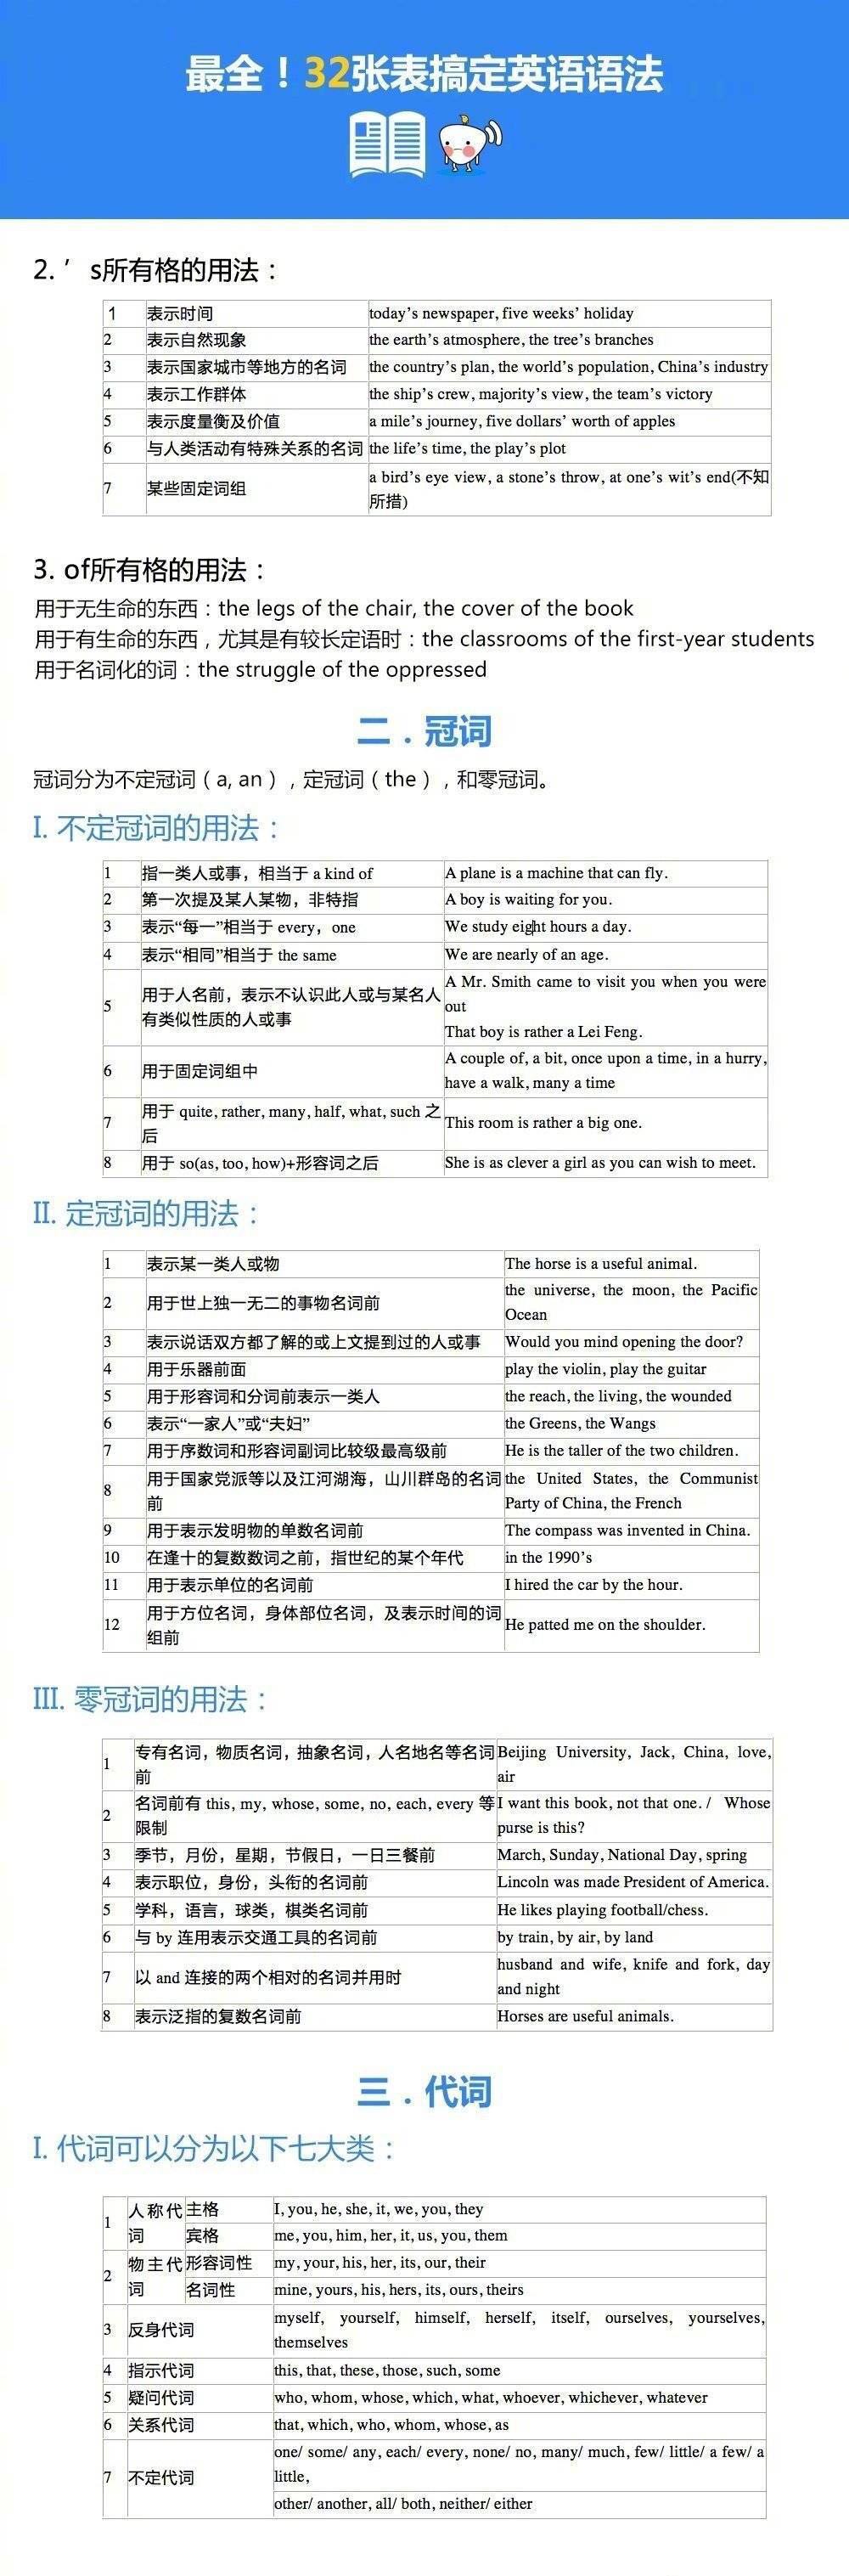 最全！32张表搞定英语语法
2. ’ s所有格的用法：
1 表示时间 today’s newspaper, five weeks’ holiday
2 表示自然现象 the earth’s atmosphere, the tree’s branches
3 表示国家城市等地方的名词 the country’s plan, the world’s population, China’s industry
4 表示工作群体 the ship’s crew, majority’s view, the team’s victory
5 表示度量衡及价值 a mile’s journey, five dollars’ worth of apples
6 与人类活动有特殊关系的名词 the life’s time, the play’s plot
7 某些固定词组 a bird’s eye view, a stone’s throw, at one’s wit’s end(不知
所措)
3. of所有格的用法：
用于无生命的东西：the legs of the chair, the cover of the book
用于有生命的东西，尤其是有较长定语时：the classrooms of the first-year students
用于名词化的词：the struggle of the oppressed
二．冠词
冠词分为不定冠词（a, an），定冠词（the），和零冠词。
I. 不定冠词的用法：
1 指一类人或事，相当于 a kind of A plane is a machine that can fly.
2 第一次提及某人某物，非特指 A boy is waiting for you.
3 表示“每一”相当于 every，one We study eight hours a day.
4 表示“相同”相当于 the same We are nearly of an age.
5 用于人名前，表示不认识此人或与某名人
有类似性质的人或事
A Mr. Smith came to visit you when you were
out
That boy is rather a Lei Feng.
6 用于固定词组中 A couple of, a bit, once upon a time, in a hurry,
have a walk, many a time
7 用于 quite, rather, many, half, what, such 之
后
This room is rather a big one.
8 用于 so(as, too, how)+形容词之后 She is as clever a girl as you can wish to meet.
II. 定冠词的用法：
1 表示某一类人或物 The horse is a useful animal.
2 用于世上独一无二的事物名词前 the universe, the moon, the Pacific
Ocean
3 表示说话双方都了解的或上文提到过的人或事 Would you mind opening the door?
4 用于乐器前面 play the violin, play the guitar
5 用于形容词和分词前表示一类人 the reach, the living, the wounded
6 表示“一家人”或“夫妇” the Greens, the Wangs
7 用于序数词和形容词副词比较级最高级前 He is the taller of the two children.
8 用于国家党派等以及江河湖海，山川群岛的名词
前
the United States, the Communist
Party of China, the French
9 用于表示发明物的单数名词前 The compass was invented in China.
10 在逢十的复数数词之前，指世纪的某个年代 in the 1990’s
11 用于表示单位的名词前 I hired the car by the hour.
12 用于方位名词，身体部位名词，及表示时间的词
组前
He patted me on the shoulder.
III. 零冠词的用法：
1 专有名词，物质名词，抽象名词，人名地名等名词
前
Beijing University, Jack, China, love,
air
2 名词前有 this, my, whose, some, no, each, every 等
限制
I want this book, not that one. / Whose
purse is this?
3 季节，月份，星期，节假日，一日三餐前 March, Sunday, National Day, spring
4 表示职位，身份，头衔的名词前 Lincoln was made President of America.
5 学科，语言，球类，棋类名词前 He likes playing football/chess.
6 与 by 连用表示交通工具的名词前 by train, by air, by land
7 以 and 连接的两个相对的名词并用时 husband and wife, knife and fork, day
and night
8 表示泛指的复数名词前 Horses are useful animals.
三．代词
I. 代词可以分为以下七大类：
1 人称代词 主格 I, you, he, she, it, we, you, they
宾格 me, you, him, her, it, us, you, them
2 物主代词 形容词性 my, your, his, her, its, our, their
名词性 mine, yours, his, hers, its, ours, theirs
3 反身代词 myself, yourself, himself, herself, itself, ourselves, yourselves,
themselves
4 指示代词 this, that, these, those, such, some
5 疑问代词 who, whom, whose, which, what, whoever, whichever, whatever
6 关系代词 that, which, who, whom, whose, as
7 不定代词 one/ some/ any, each/ every, none/ no, many/ much, few/ little/ a few/ a
little,
other/ another, all/ both, neither/ either